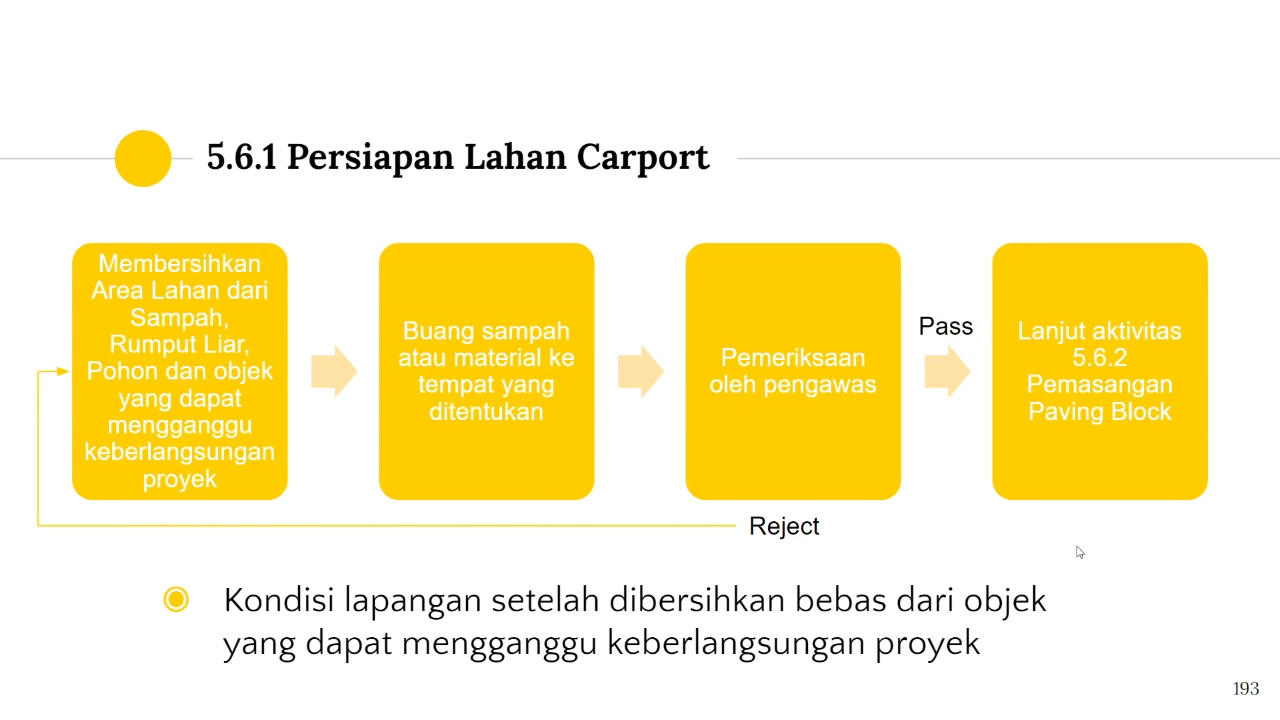 5.6.1 Persiapan Lahan Carport
Membersihkan
Area Lahan dari
Sampah,
Rumput Liar,
Pohon dan objek
yang dapat
mengganggu
keberlangsungan
proyek
Buang sampah
atau material ke
tempat yang
ditentukan
Pemeriksaan
oleh pengawas
Pass
Lanjut aktivitas
5.6.2
Pemasangan
Paving Block
Reject
Kondisi lapangan setelah dibersihkan bebas dari objek
yang dapat mengganggu keberlangsungan proyek
193